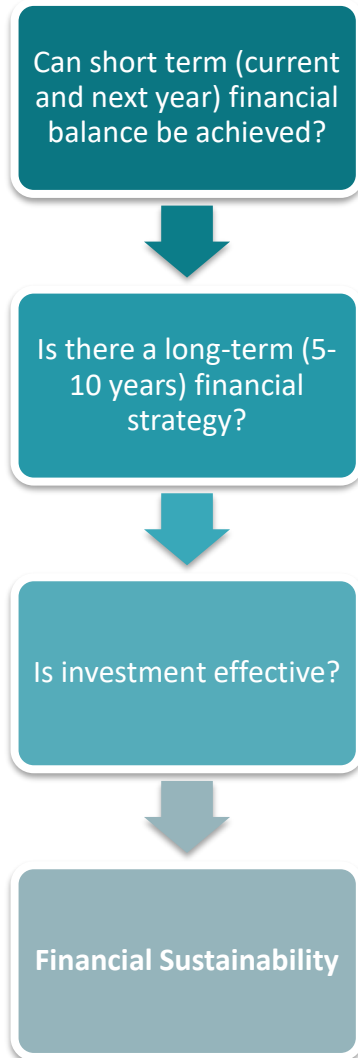 Can short term (current
and next year) financial
balance be achieved?
Is there a long-term (5-
10 years) financial
strategy?
Is investment effective?
Financial Sustainability